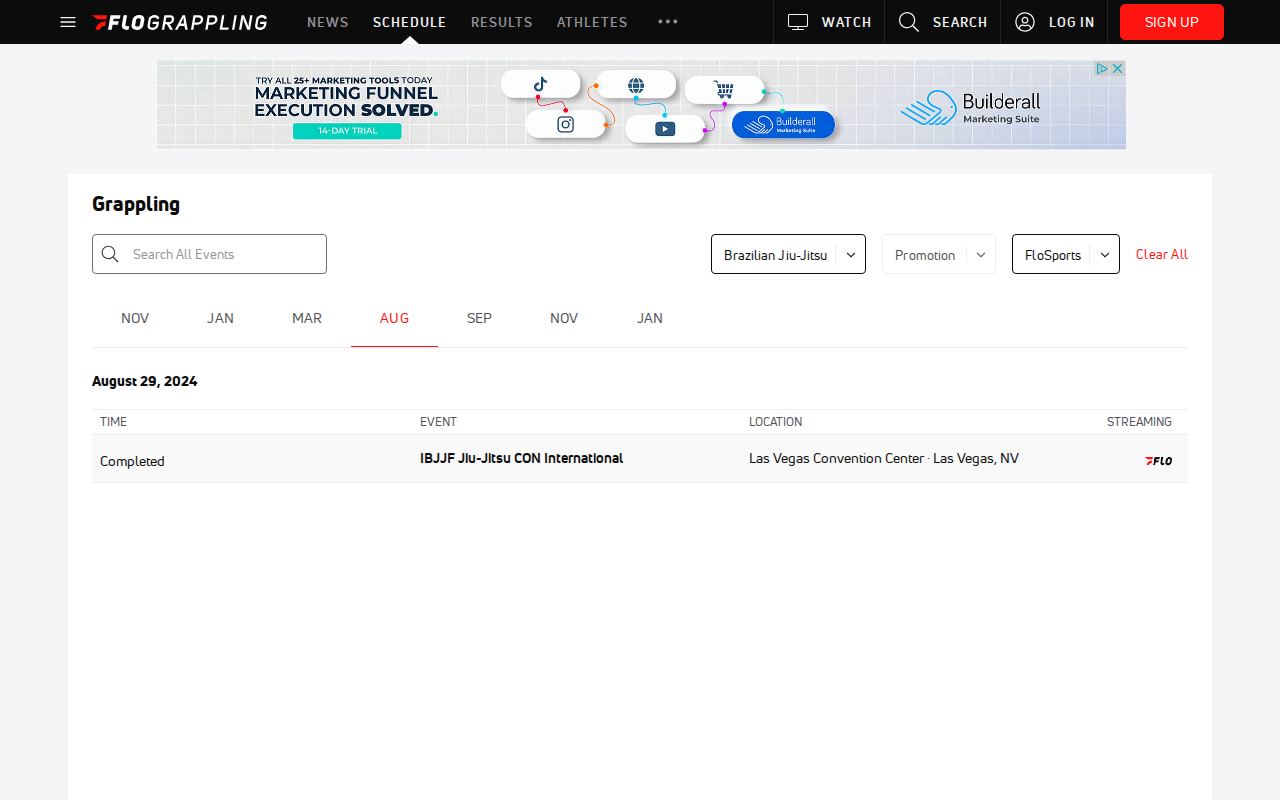 FLOGRAPPLING
NEWS
SCHEDULE
RESULTS
ATHLETES
WATCH
SEARCH
LOG IN
SIGN UP
TRY ALL 25+ MARKETING TOOLS TODAY
MARKETING FUNNEL
EXECUTION SOLVED.
14-DAY TRIAL
Builderall
Marketing Suite
Builderall
Marketing Suite
Grappling
Search All Events
Brazilian Jiu-Jitsu
Promotion
FloSports
Clear All
NOV
JAN
MAR
AUG
SEP
NOV
JAN
August 29, 2024
TIME
EVENT
LOCATION
STREAMING
Completed
IBJJF Jiu-Jitsu CON International
Las Vegas Convention Center · Las Vegas, NV
FLO